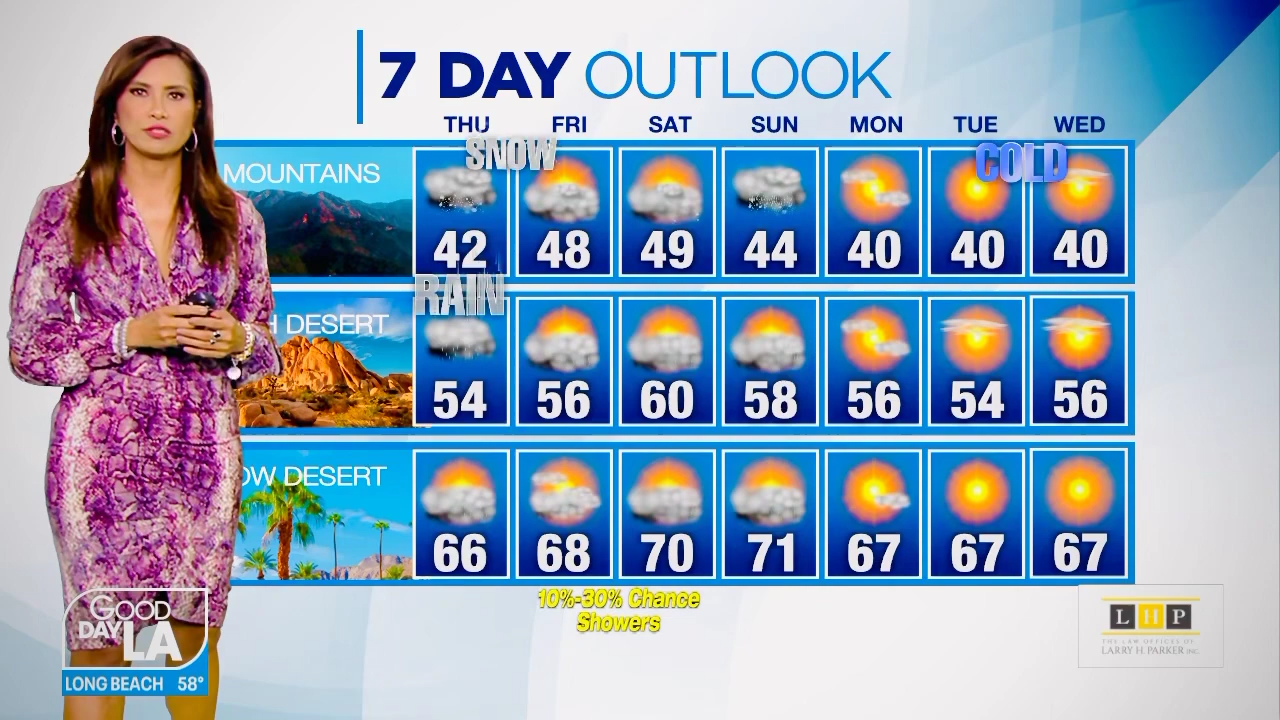 7 DAY OUTLOOK
THU FRI SAT SUN MON TUE WED
SNOW COLD
MOUNTAINS
42 48 49 44 40 40 40
RAIN
H DESERT
54 56 60 58 56 54 56
OW DESERT
66 68 70 71 67 67 67
10%-30% Chance
Showers
GOOD
DAY LA
LONG BEACH 58°
LHP
THE LAW OFFICES OF
LARRY H. PARKER INC.